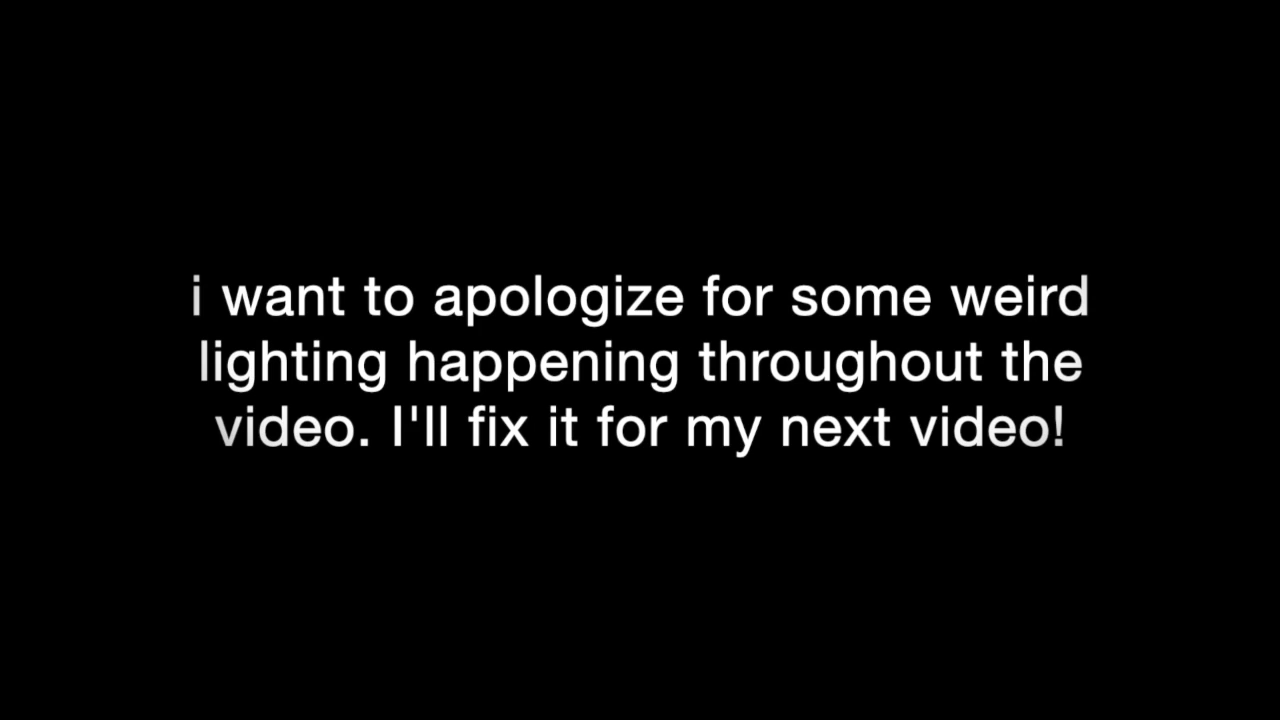 i want to apologize for some weird
lighting happening throughout the
video. I'll fix it for my next video!